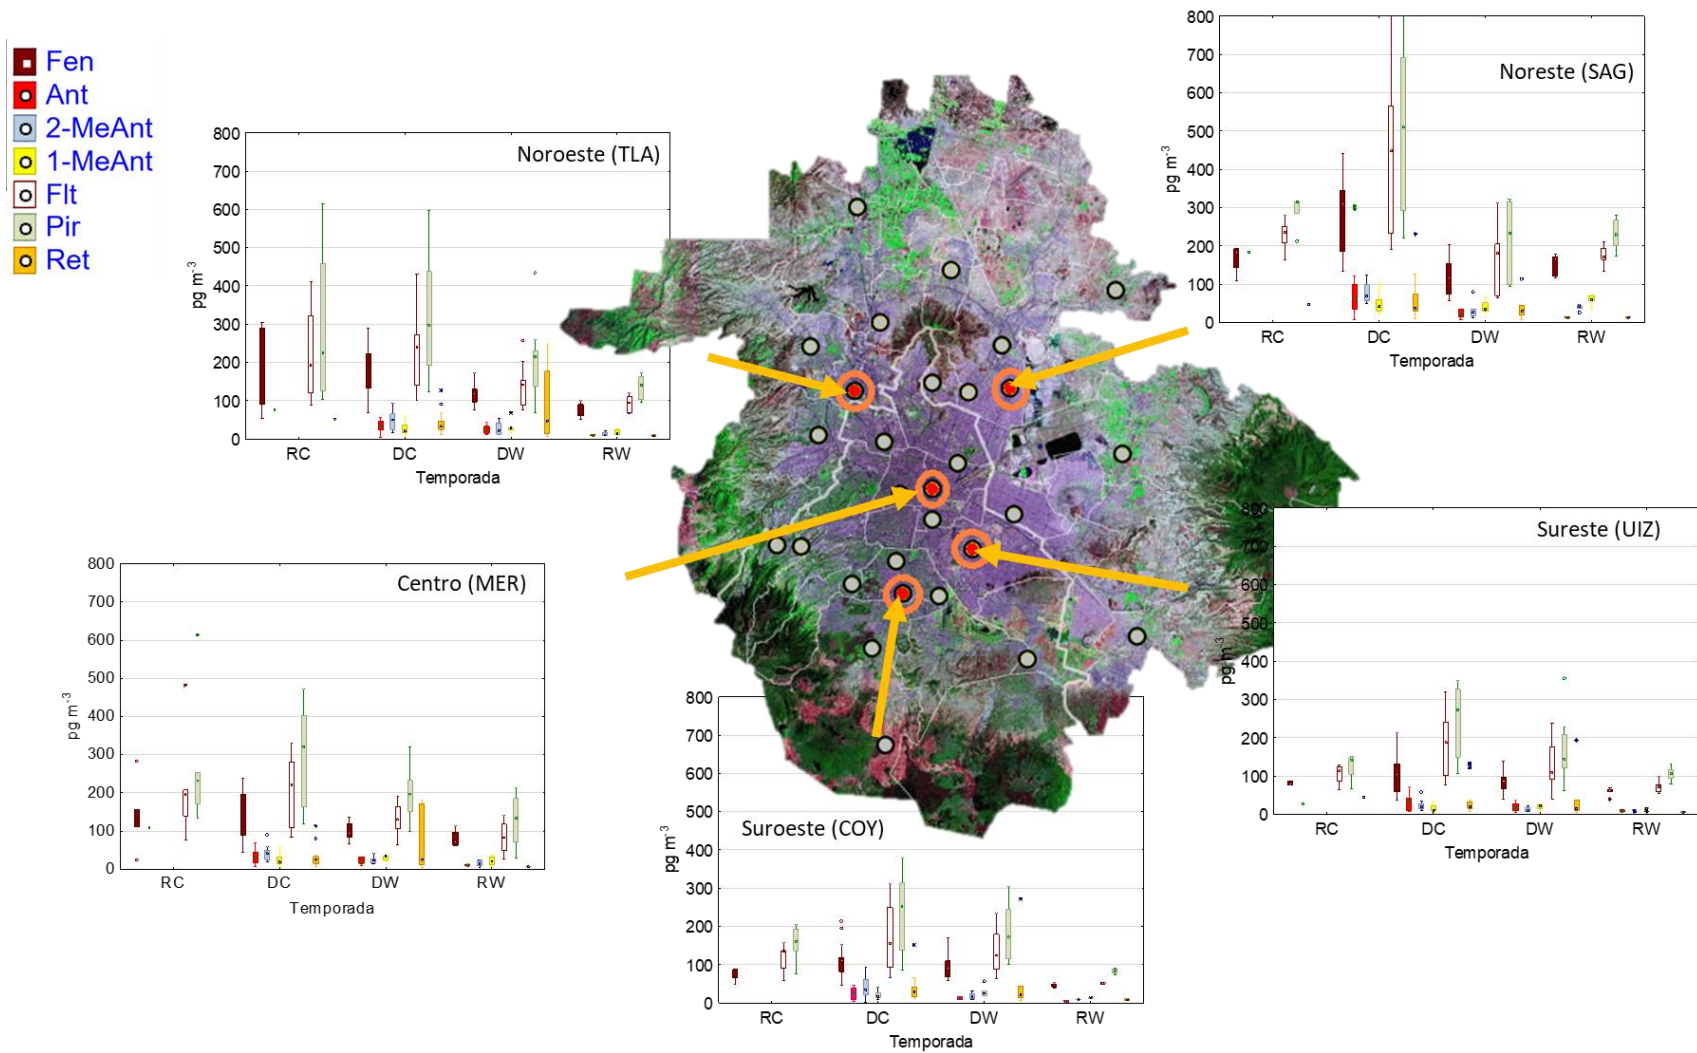 Fen
Ant
2-MeAnt
1-MeAnt
Flt
Pir
Ret
Noroeste (TLA)
800
700
600
500
400
300
200
100
0
pg m-3
RC DC DW RW
Temporada
Noreste (SAG)
800
700
600
500
400
300
200
100
0
pg m-3
RC DC DW RW
Temporada
Centro (MER)
800
700
600
500
400
300
200
100
0
pg m-3
RC DC DW RW
Temporada
Sureste (UIZ)
800
700
600
500
400
300
200
100
0
pg m-3
RC DC DW RW
Temporada
Suroeste (COY)
800
700
600
500
400
300
200
100
0
pg m-3
RC DC DW RW
Temporada